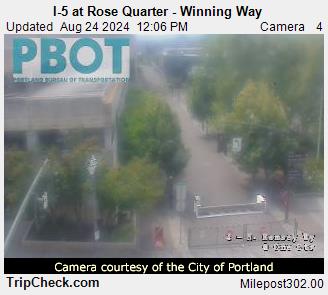 I-5 at Rose Quarter - Winning Way
Updated Aug 24 2024 12:06 PM Camera 4
PBOT
PORTLAND BUREAU OF TRANSPORTATION
Camera courtesy of the City of Portland
TripCheck.com Milepost302.00